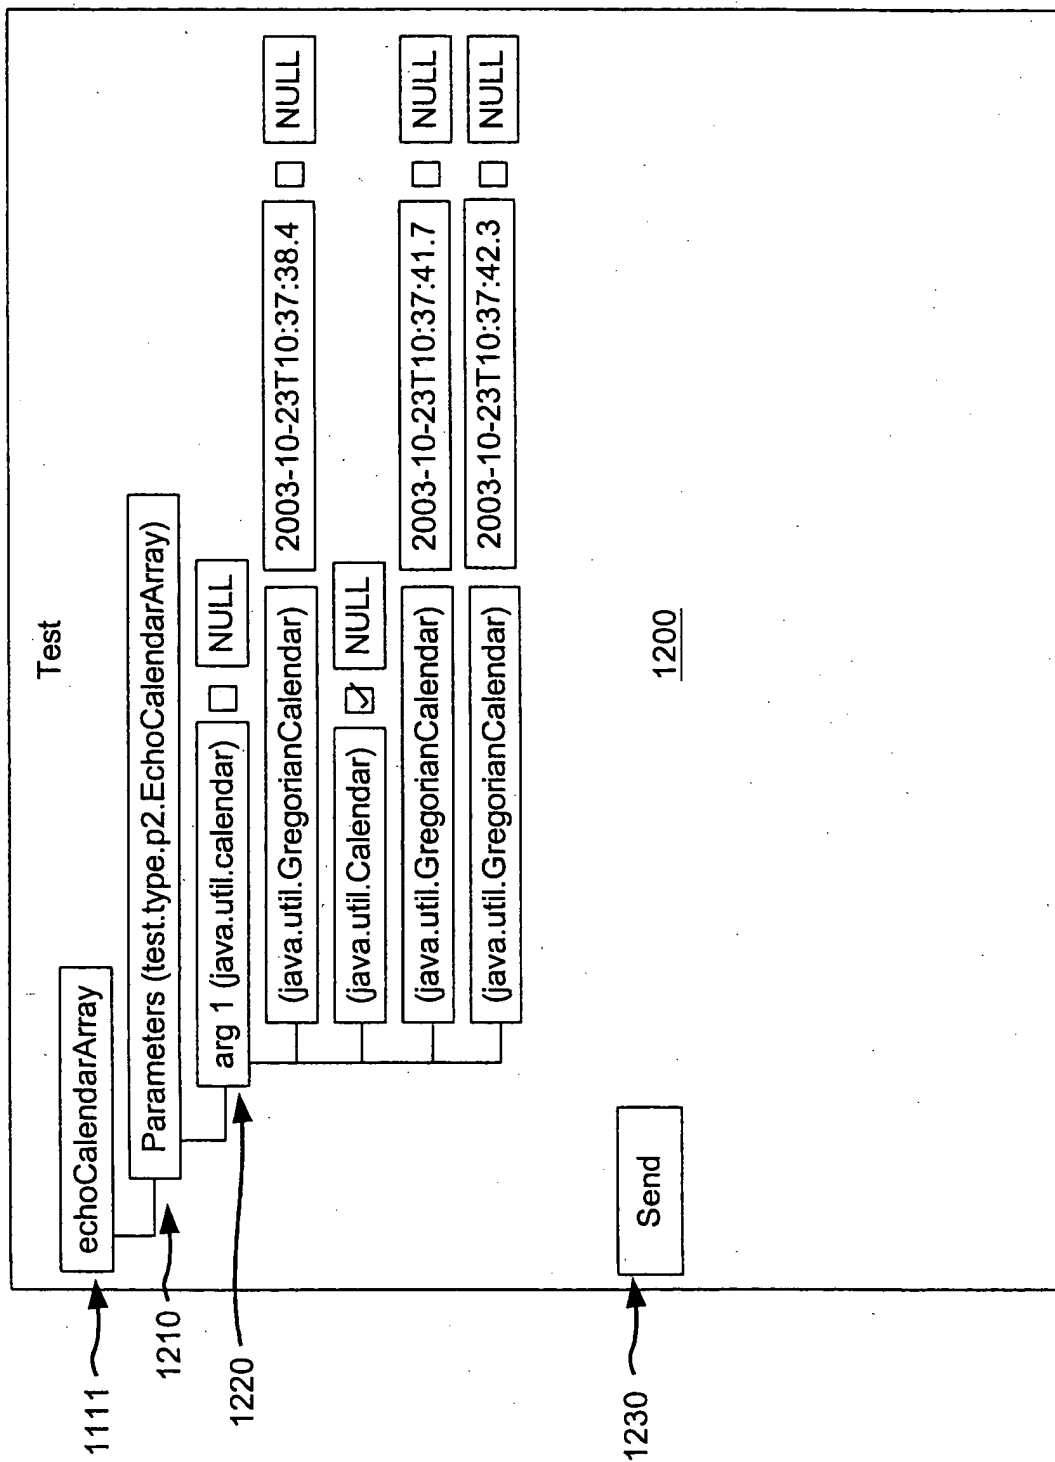 Test
1111
echoCalendarArray
1210
Parameters (test.type.p2.EchoCalendarArray)
1220
arg 1 (java.util.calendar) NULL
(java.util.GregorianCalendar) 2003-10-23T10:37:38.4 NULL
(java.util.Calendar) NULL
(java.util.GregorianCalendar) 2003-10-23T10:37:41.7 NULL
(java.util.GregorianCalendar) 2003-10-23T10:37:42.3 NULL
1230
Send
1200